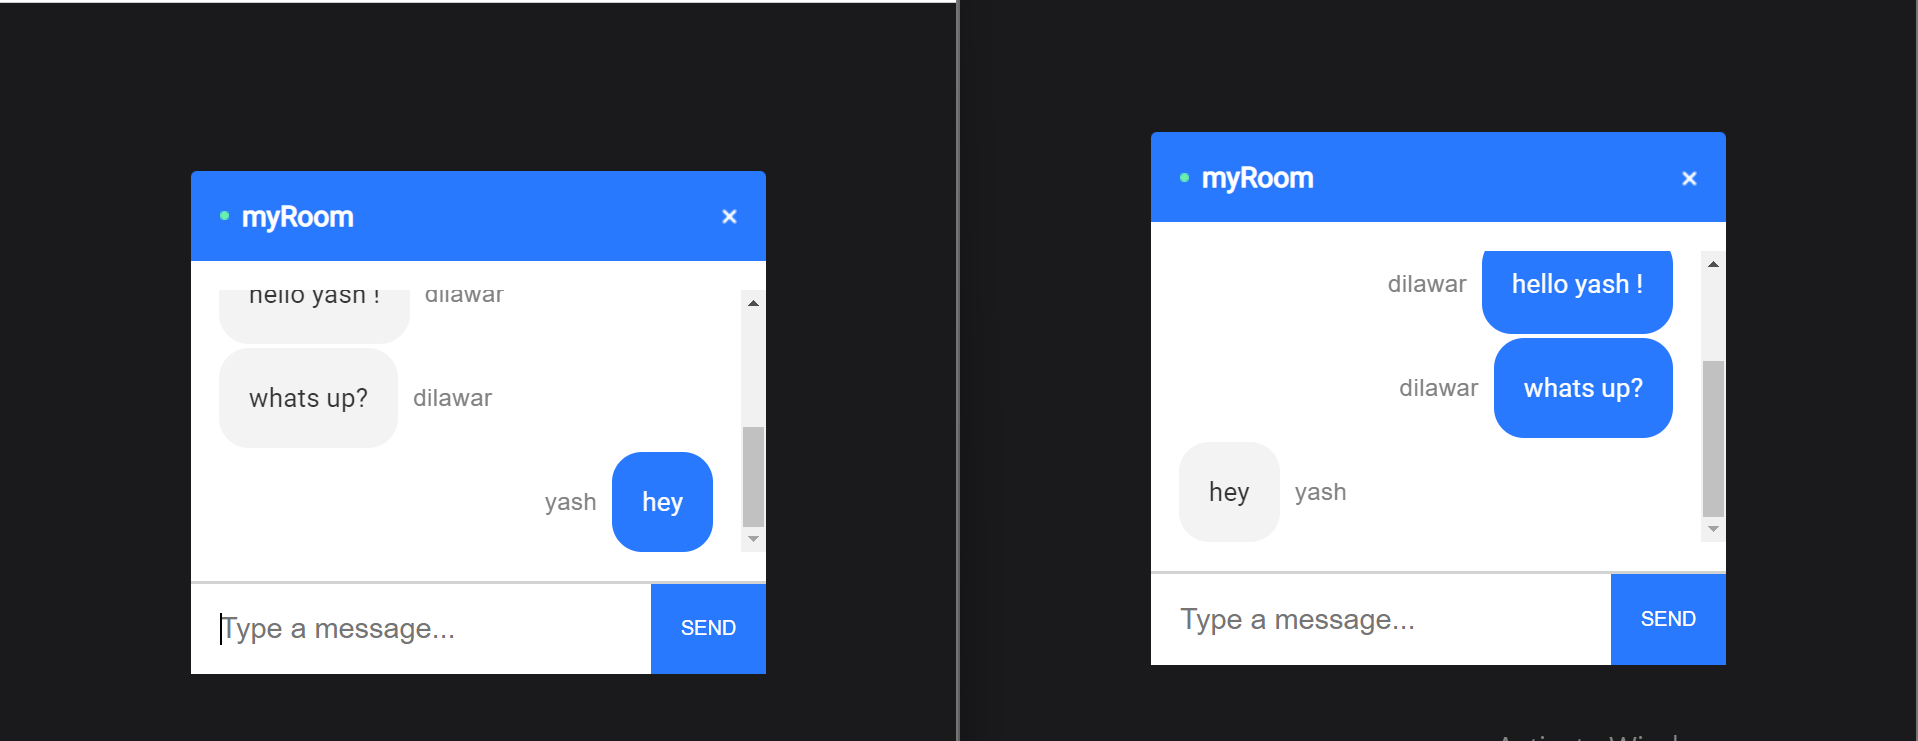 myRoom
hello yash !
dilawar
whats up?
dilawar
yash
hey
Type a message...
SEND
myRoom
dilawar
hello yash !
dilawar
whats up?
hey
yash
Type a message...
SEND